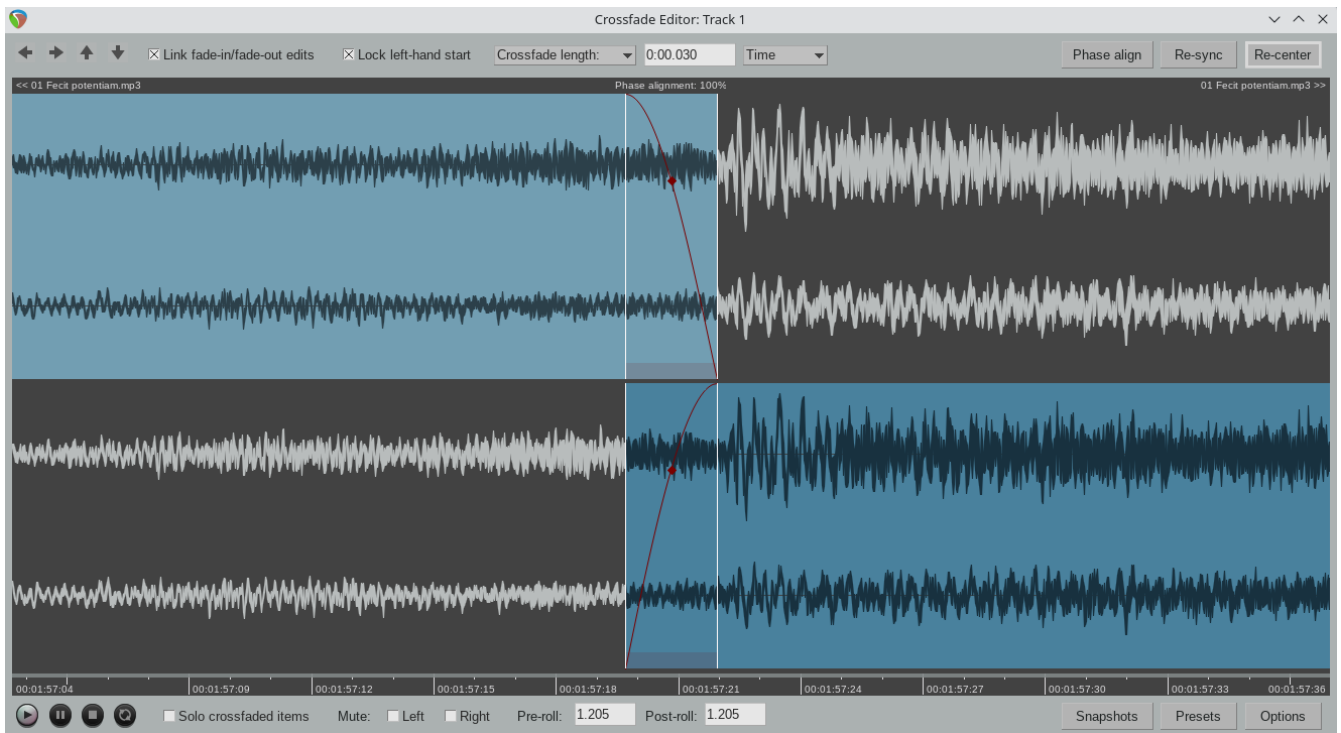 Crossfade Editor: Track 1
Link fade-in/fade-out edits Lock left-hand start Crossfade length: 0:00.030 Time Phase align Re-sync Re-center
<< 01 Fecit potentiam.mp3 Phase alignment: 100% 01 Fecit potentiam.mp3 >>
00:01:57:04 00:01:57:09 00:01:57:12 00:01:57:15 00:01:57:18 00:01:57:21 00:01:57:24 00:01:57:27 00:01:57:30 00:01:57:33 00:01:57:36
Solo crossfaded items Mute: Left Right Pre-roll: 1.205 Post-roll: 1.205 Snapshots Presets Options